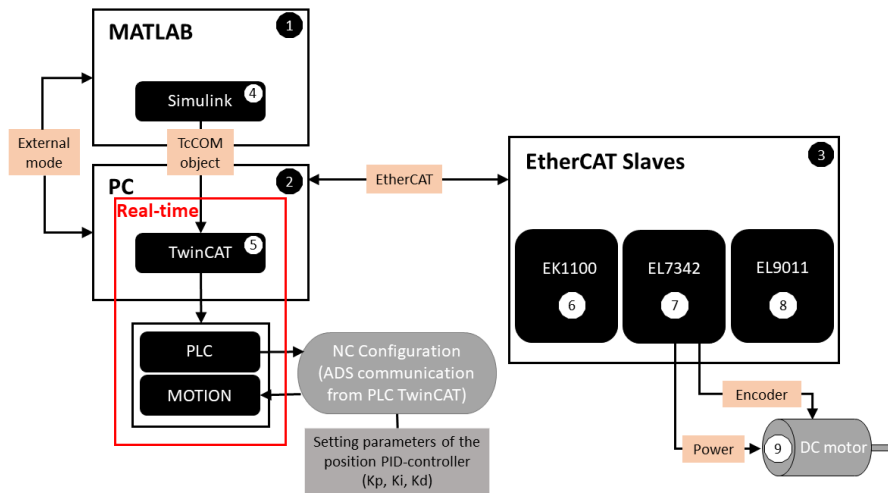 MATLAB
1
Simulink
4
External
mode
TcCOM
object
PC
2
Real-time
TwinCAT
5
PLC
MOTION
NC Configuration
(ADS communication
from PLC TwinCAT)
Setting parameters of the
position PID-controller
(Kp, Ki, Kd)
EtherCAT
EtherCAT Slaves
3
EK1100
6
EL7342
7
EL9011
8
Encoder
Power
9
DC motor